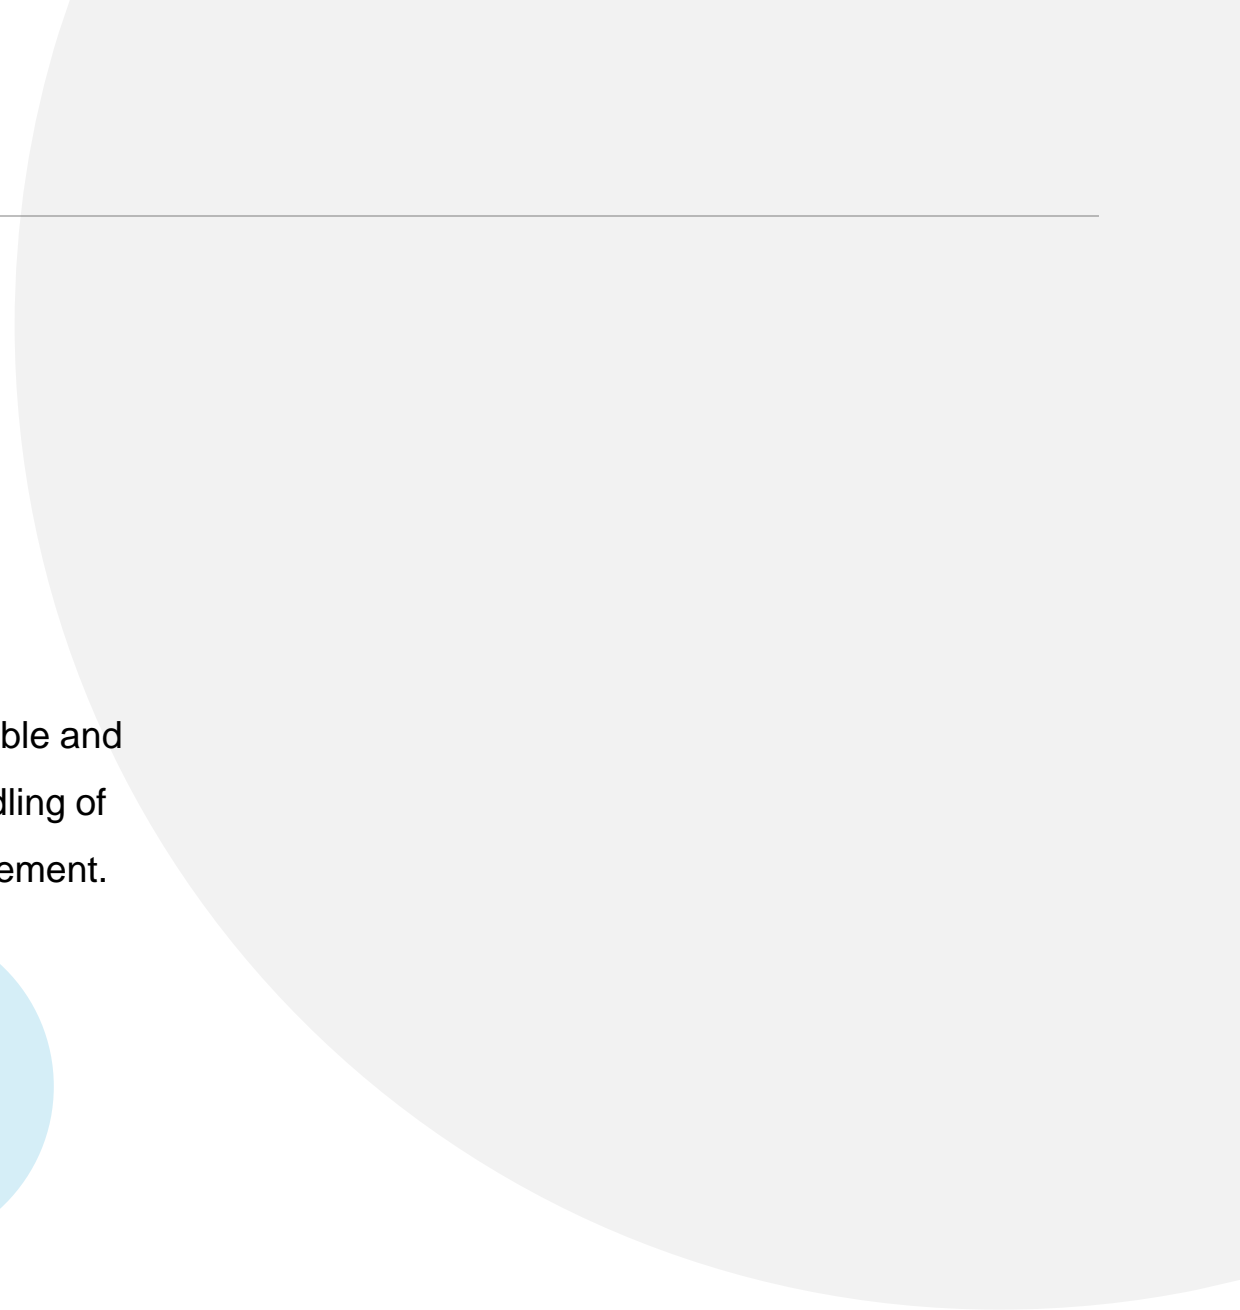 ble and
dling of
ement.